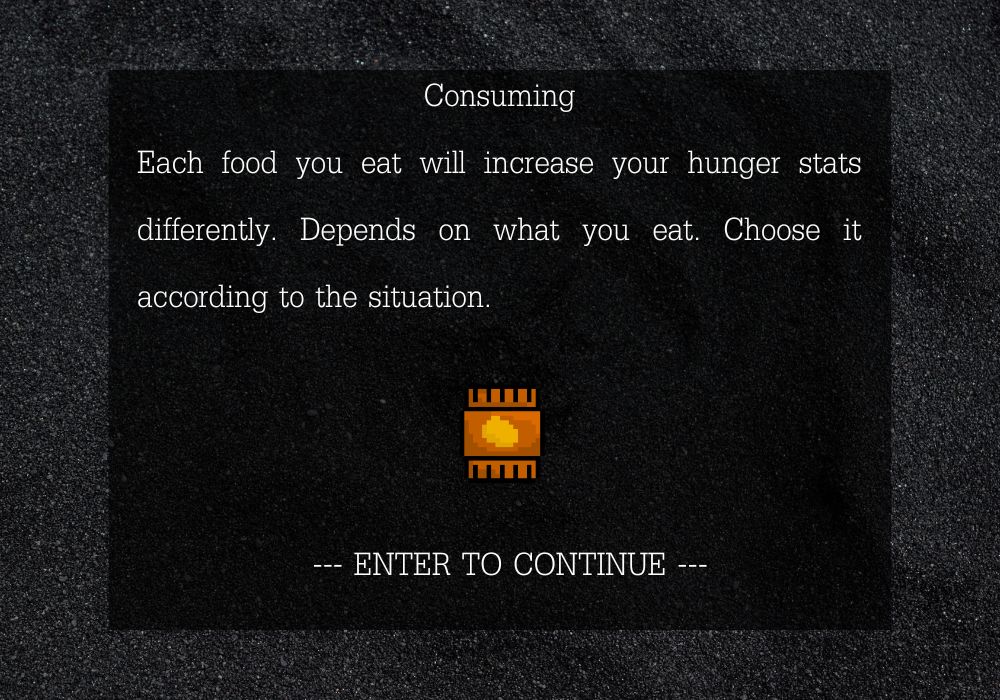 Consuming
Each food you eat will increase your hunger stats
differently. Depends on what you eat. Choose it
according to the situation.
--- ENTER TO CONTINUE ---